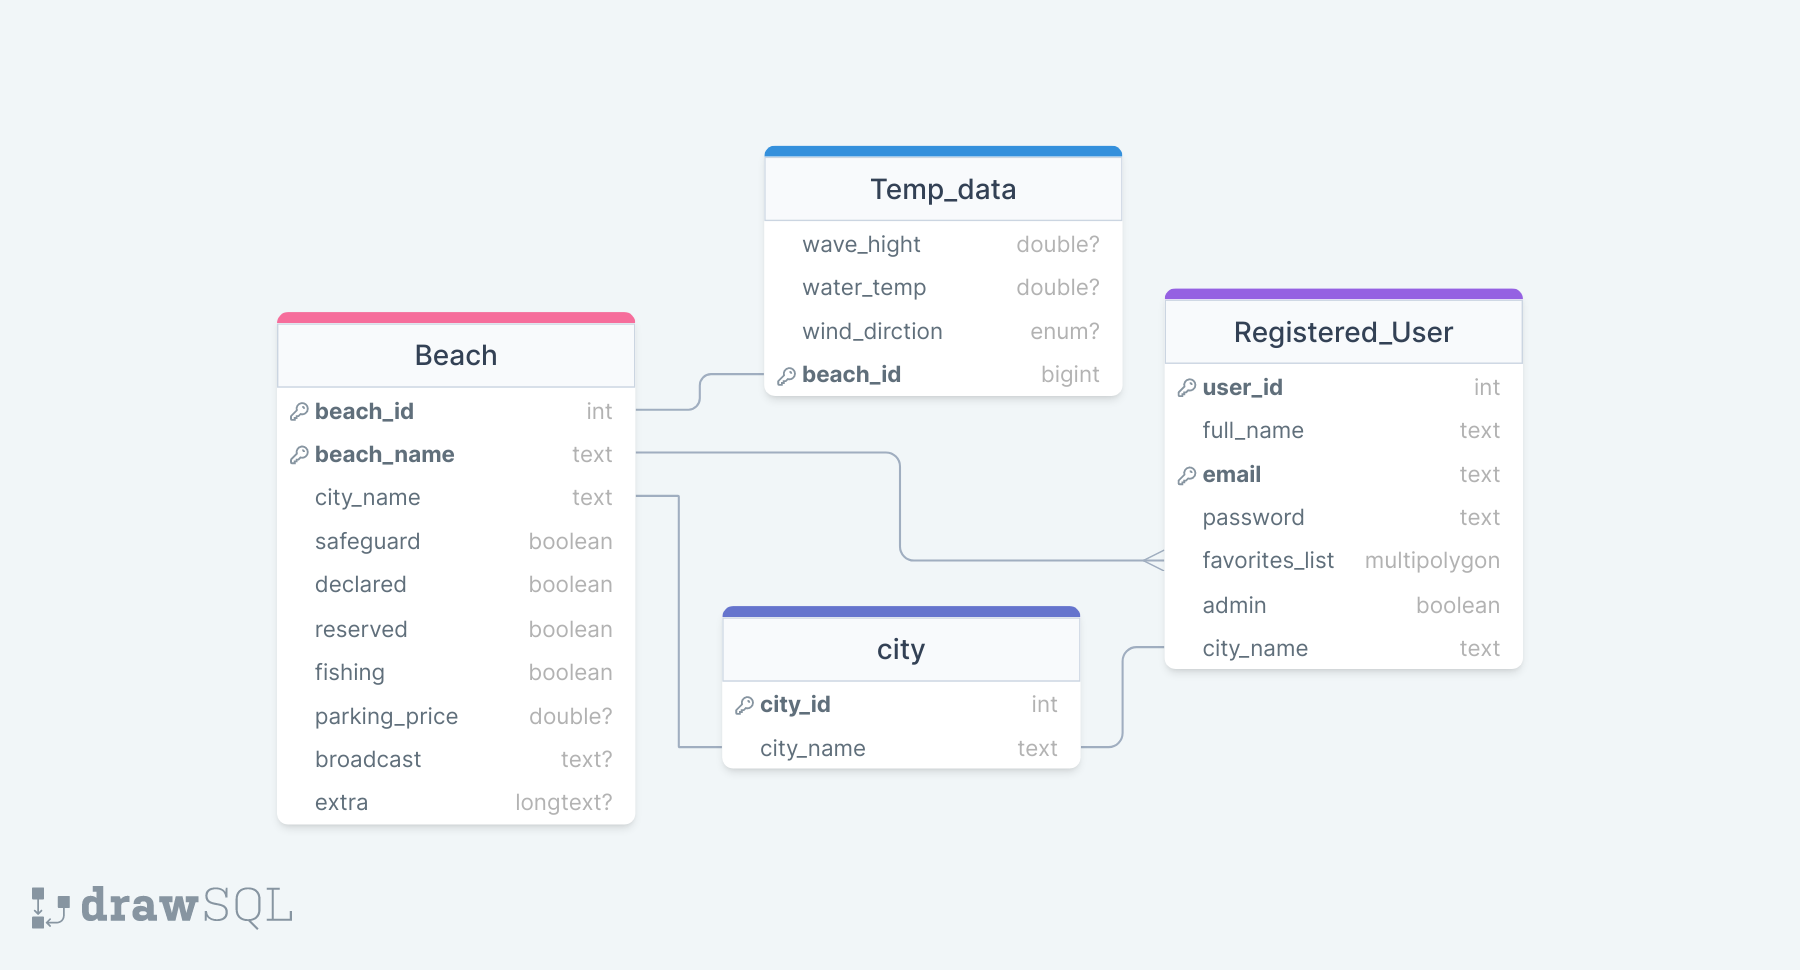 Temp_data
wave_hight double?
water_temp double?
wind_dirction enum?
beach_id bigint
Beach
beach_id int
beach_name text
city_name text
safeguard boolean
declared boolean
reserved boolean
fishing boolean
parking_price double?
broadcast text?
extra longtext?
Registered_User
user_id int
full_name text
email text
password text
favorites_list multipolygon
admin boolean
city_name text
city
city_id int
city_name text
drawSQL